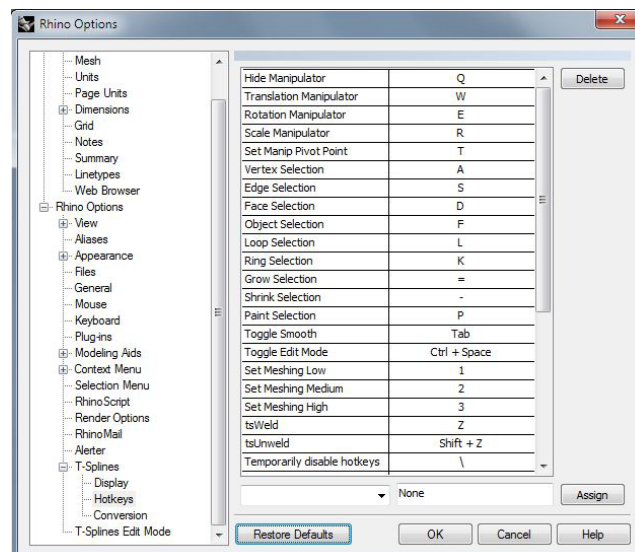 Rhino Options
Mesh
Units
Page Units
Dimensions
Grid
Notes
Summary
Linetypes
Web Browser
Rhino Options
View
Aliases
Appearance
Files
General
Mouse
Keyboard
Plug-ins
Modeling Aids
Context Menu
Selection Menu
RhinoScript
Render Options
RhinoMail
Alerter
T-Splines
Display
Hotkeys
Conversion
T-Splines Edit Mode
Hide Manipulator Q
Translation Manipulator W
Rotation Manipulator E
Scale Manipulator R
Set Manip Pivot Point T
Vertex Selection A
Edge Selection S
Face Selection D
Object Selection F
Loop Selection L
Ring Selection K
Grow Selection =
Shrink Selection -
Paint Selection P
Toggle Smooth Tab
Toggle Edit Mode Ctrl + Space
Set Meshing Low 1
Set Meshing Medium 2
Set Meshing High 3
tsWeld Z
tsUnweld Shift + Z
Temporarily disable hotkeys \
Delete
None
Assign
Restore Defaults OK Cancel Help